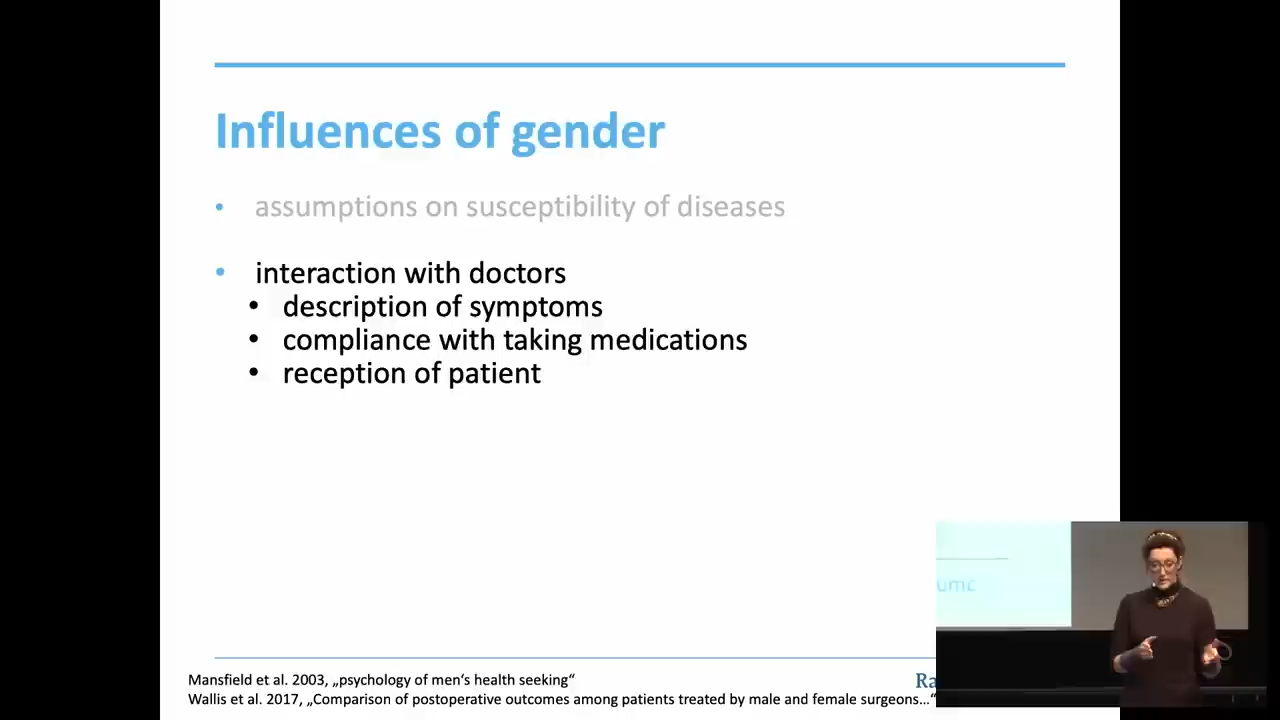 Influences of gender
• assumptions on susceptibility of diseases
• interaction with doctors
• description of symptoms
• compliance with taking medications
• reception of patient
Mansfield et al. 2003, „psychology of men‘s health seeking“
Wallis et al. 2017, „Comparison of postoperative outcomes among patients treated by male and female surgeons…“
Ra
umc